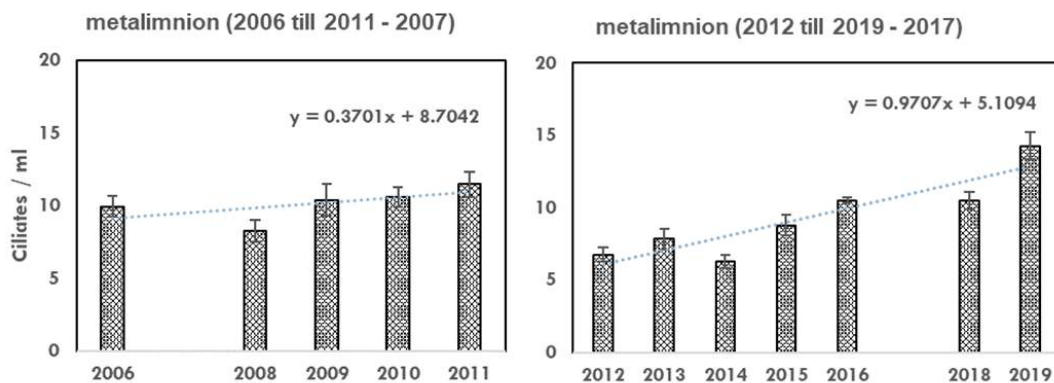 metalimnion (2006 till 2011 - 2007)
20
15
10
5
0
Ciliates / ml
y = 0.3701x + 8.7042
2006 2008 2009 2010 2011
metalimnion (2012 till 2019 - 2017)
20
15
10
5
0
y = 0.9707x + 5.1094
2012 2013 2014 2015 2016 2018 2019